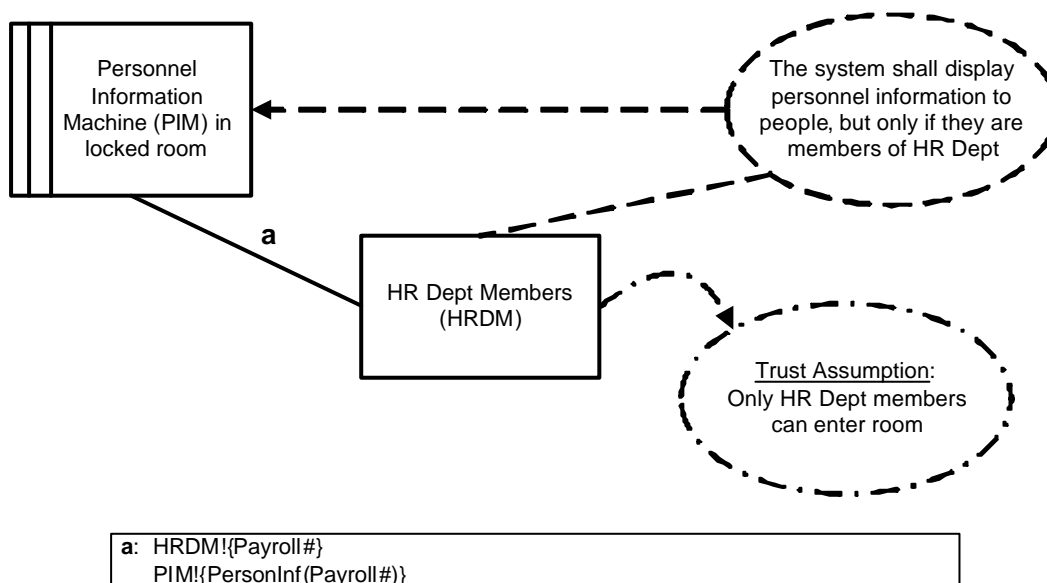 Personnel
Information
Machine (PIM) in
locked room
The system shall display
personnel information to
people, but only if they are
members of HR Dept
a
HR Dept Members
(HRDM)
Trust Assumption:
Only HR Dept members
can enter room
a: HRDM!{Payroll#}
PIM!{PersonInf(Payroll#)}